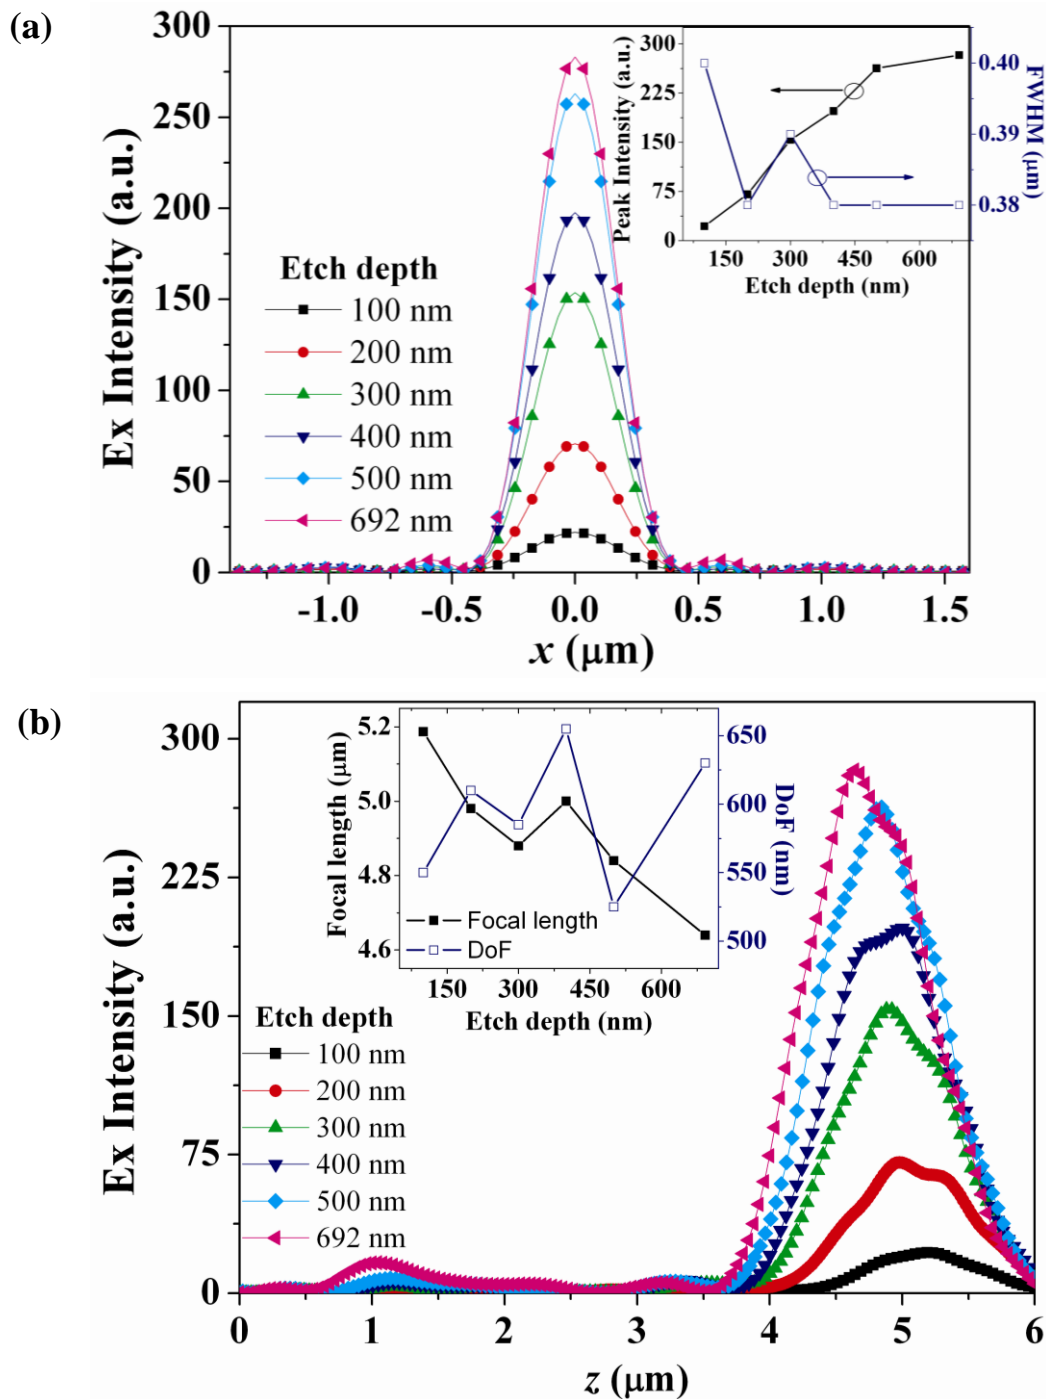 (a)
300
250
200
150
100
50
0
Ex Intensity (a.u.)
-1.0
-0.5
0.0
0.5
1.0
1.5
x (μm)
Etch depth
100 nm
200 nm
300 nm
400 nm
500 nm
692 nm
300
225
150
75
0
Peak Intensity (a.u.)
150
300
450
600
Etch depth (nm)
0.40
0.39
0.38
FWHM (μm)
(b)
300
225
150
75
0
Ex Intensity (a.u.)
0
1
2
3
4
5
6
z (μm)
5.2
5.0
4.8
4.6
Focal length (μm)
Focal length
DoF
150
300
450
600
Etch depth (nm)
650
600
550
500
DoF (nm)
Etch depth
100 nm
200 nm
300 nm
400 nm
500 nm
692 nm